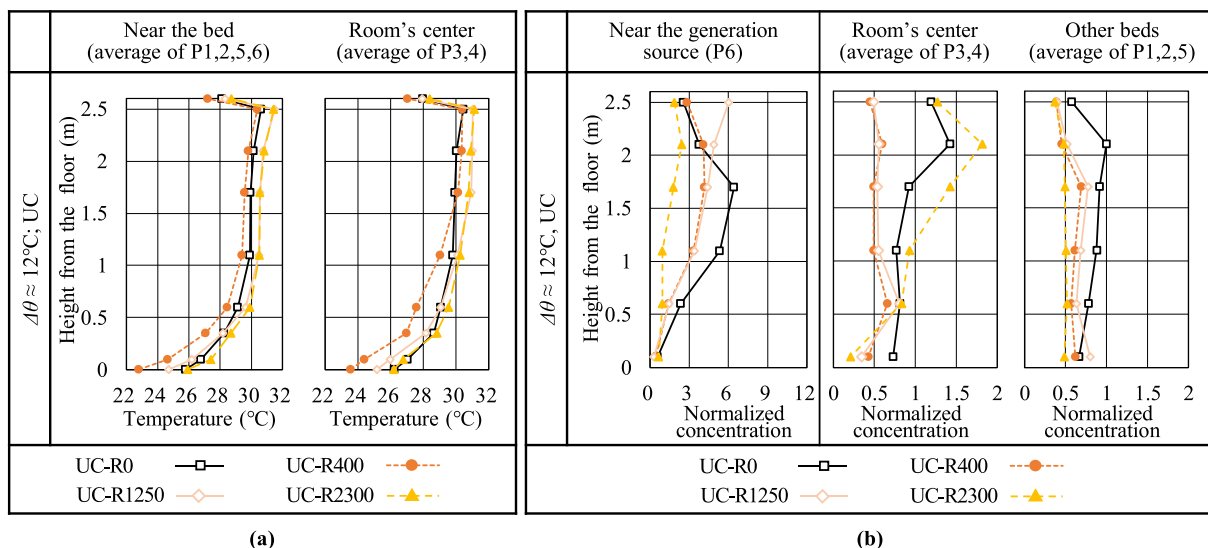 Near the bed
(average of P1,2,5,6)
Room's center
(average of P3,4)
Δθ ≈ 12°C; UC
Height from the floor (m)
2.5
2
1.5
1
0.5
0
22 24 26 28 30 32
22 24 26 28 30 32
Temperature (°C)
Temperature (°C)
UC-R0
UC-R400
UC-R1250
UC-R2300
(a)
Near the generation
source (P6)
Room's center
(average of P3,4)
Other beds
(average of P1,2,5)
Δθ ≈ 12°C, UC
Height from the floor (m)
2.5
2
1.5
1
0.5
0
0 3 6 9 12
0 0.5 1 1.5 2
0 0.5 1 1.5 2
Normalized
concentration
Normalized
concentration
Normalized
concentration
UC-R0
UC-R400
UC-R1250
UC-R2300
(b)